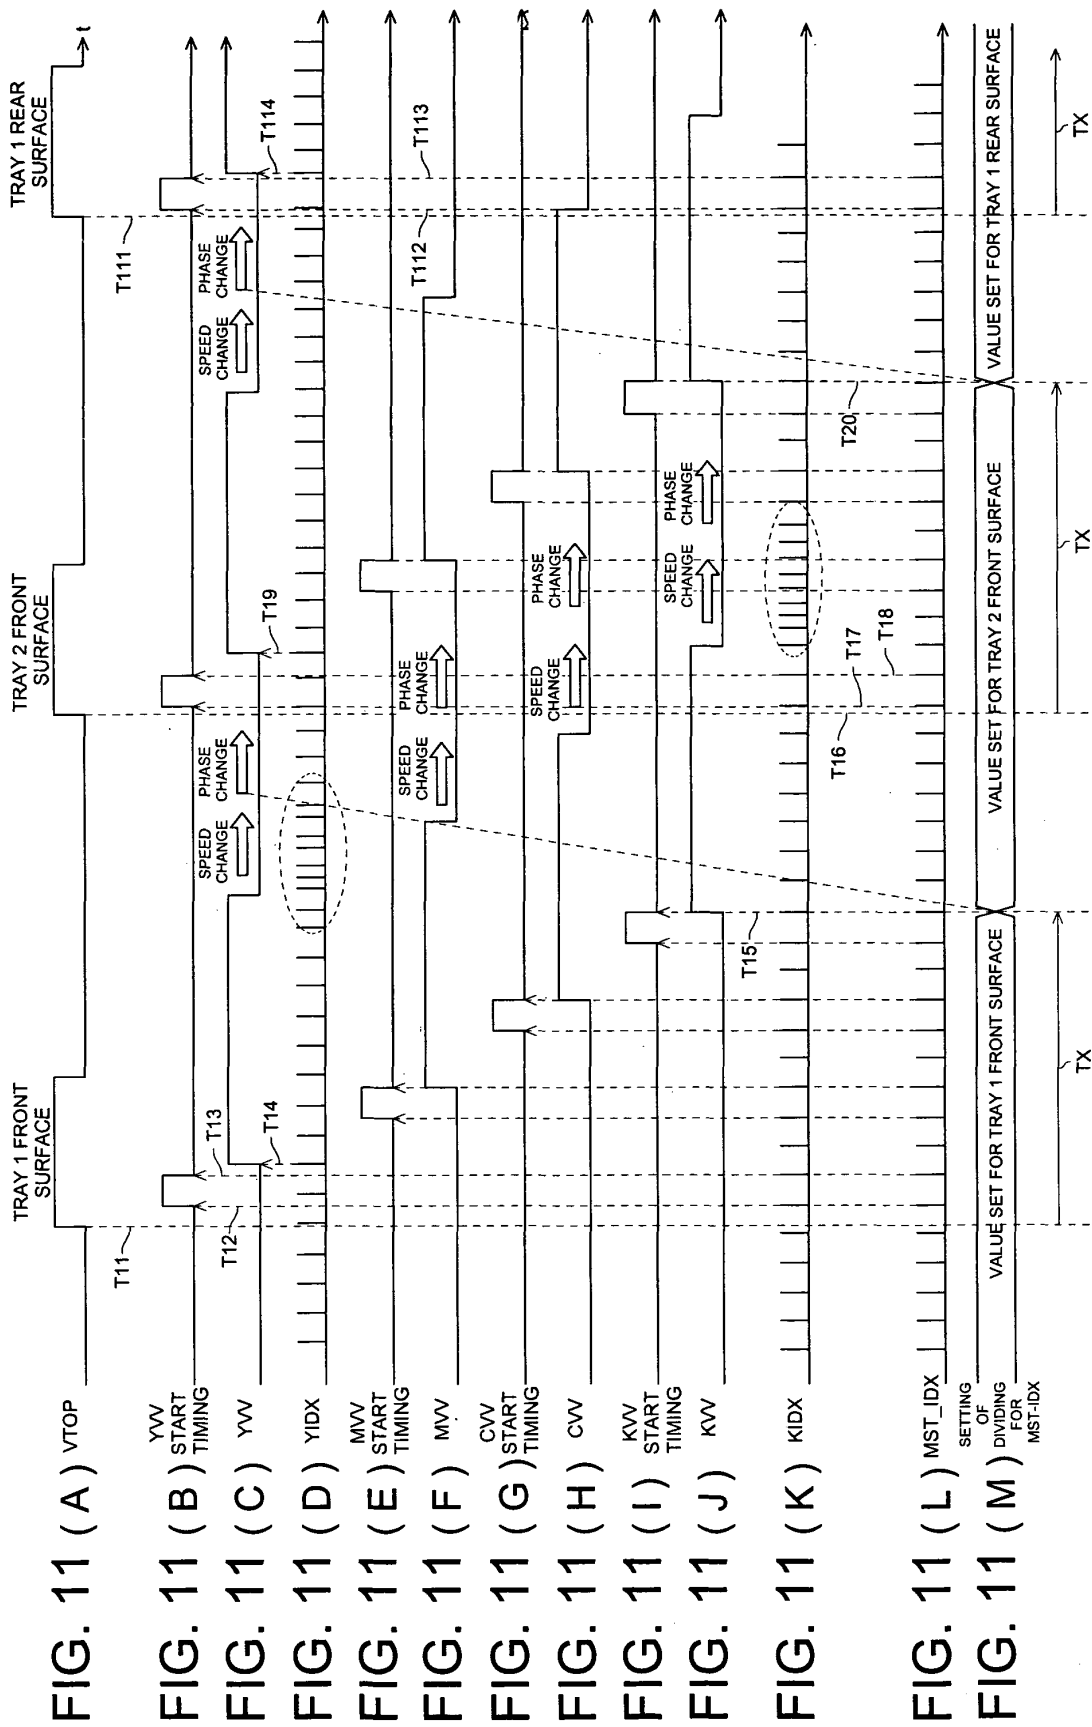 FIG. 11 (A) VTOP
TRAY 1 FRONT
SURFACE
TRAY 2 FRONT
SURFACE
TRAY 1 REAR
SURFACE
t
T11
T111
FIG. 11 (B)
YVV
START
TIMING
T12
T13
T112
T113
FIG. 11 (C) YVV
T14
SPEED
CHANGE
PHASE
CHANGE
T19
SPEED
CHANGE
PHASE
CHANGE
T114
FIG. 11 (D) YIDX
FIG. 11 (E)
MVV
START
TIMING
FIG. 11 (F) MVV
SPEED
CHANGE
PHASE
CHANGE
FIG. 11 (G)
CVV
START
TIMING
FIG. 11 (H) CVV
SPEED
CHANGE
PHASE
CHANGE
FIG. 11 (I)
KVV
START
TIMING
FIG. 11 (J) KVV
T15
SPEED
CHANGE
PHASE
CHANGE
FIG. 11 (K) KIDX
T16
T17
T18
T20
FIG. 11 (L) MST_IDX
FIG. 11 (M)
SETTING
OF
DIVIDING
FOR
MST-IDX
VALUE SET FOR TRAY 1 FRONT SURFACE
VALUE SET FOR TRAY 2 FRONT SURFACE
VALUE SET FOR TRAY 1 REAR SURFACE
TX
TX
TX